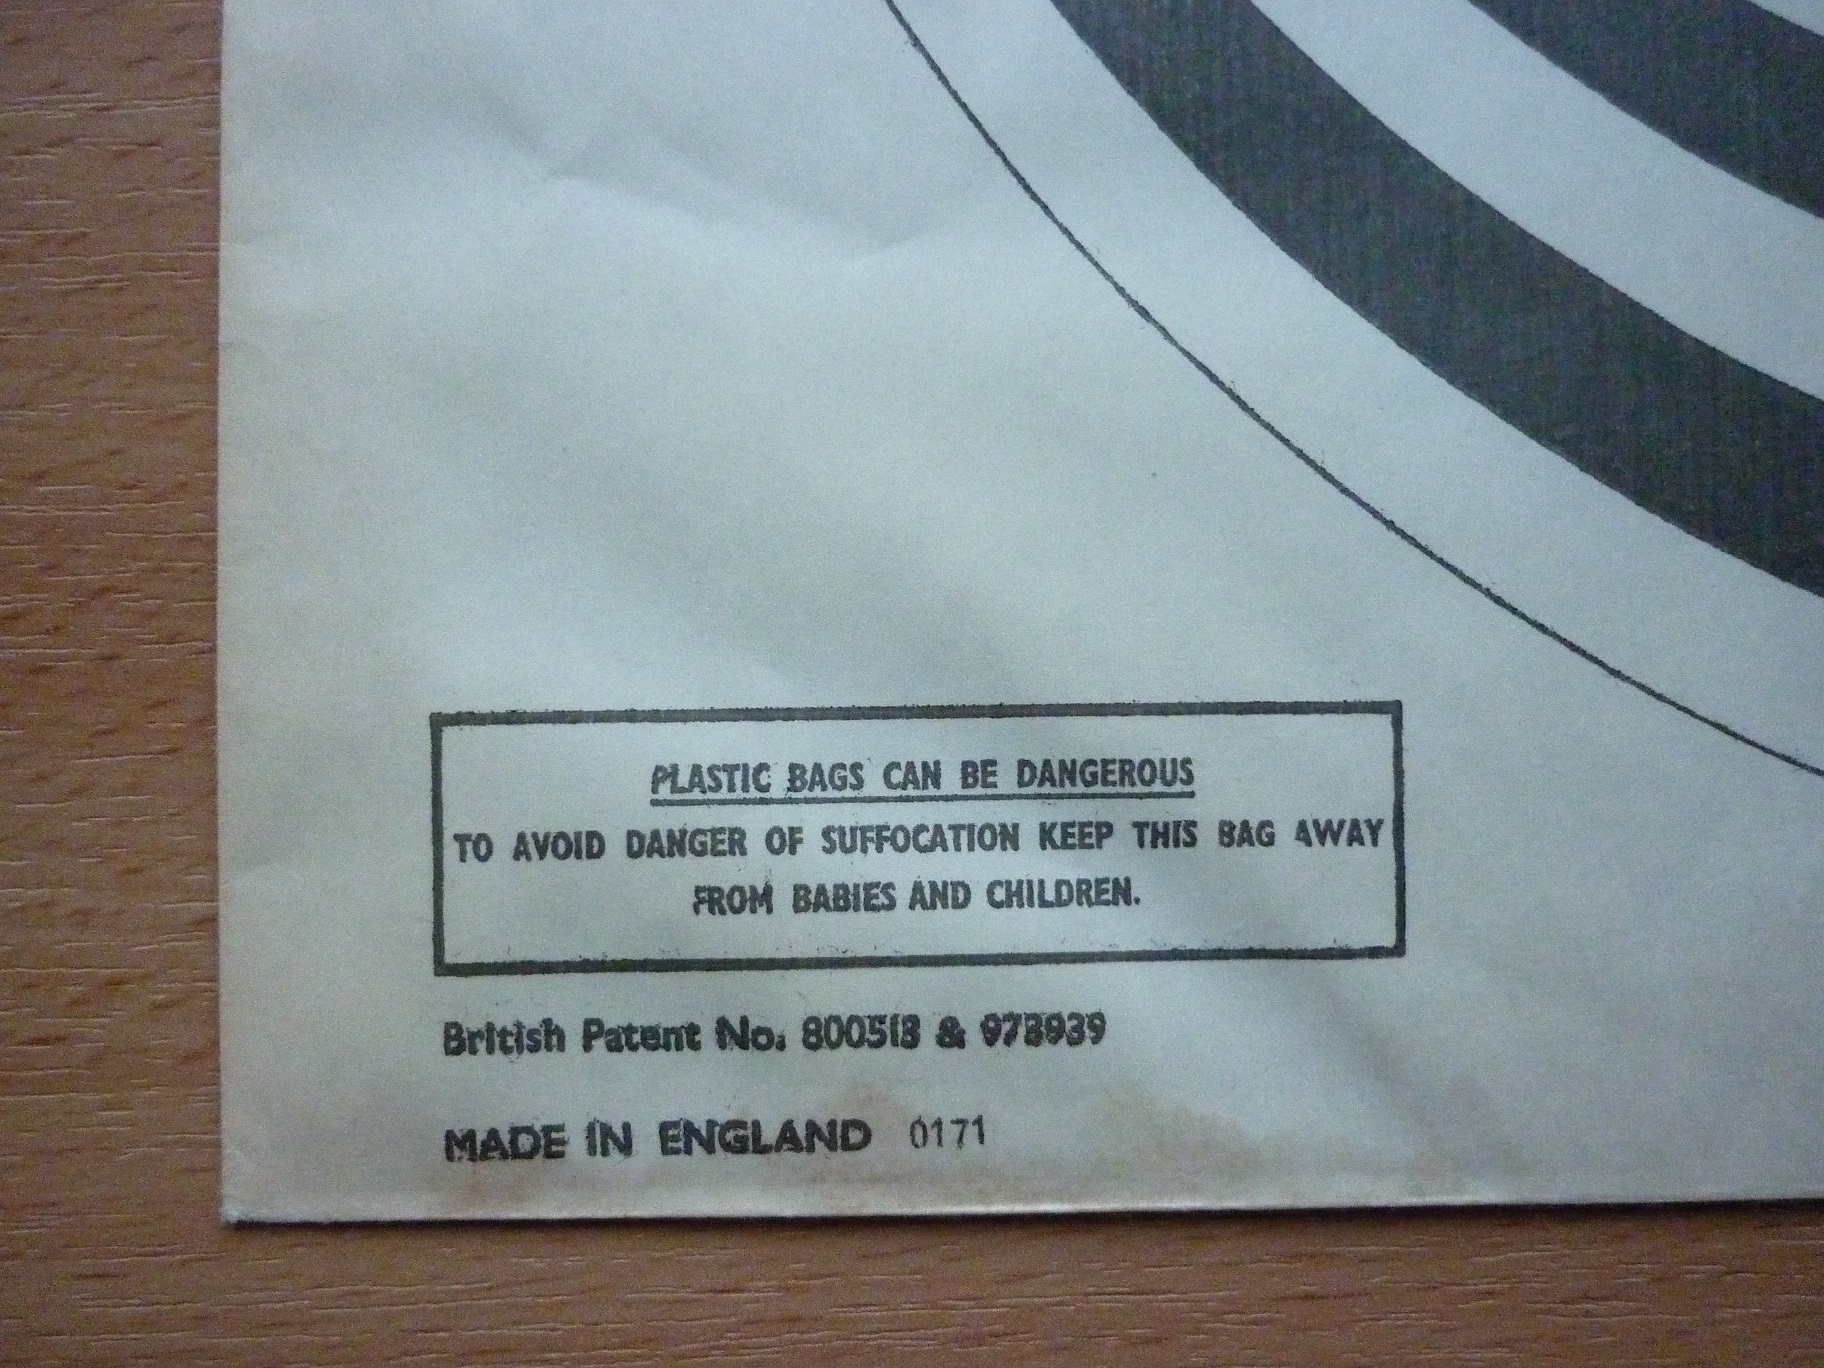 PLASTIC BAGS CAN BE DANGEROUS
TO AVOID DANGER OF SUFFOCATION KEEP THIS BAG AWAY
FROM BABIES AND CHILDREN.
British Patent No. 800513 & 973939
MADE IN ENGLAND 0171